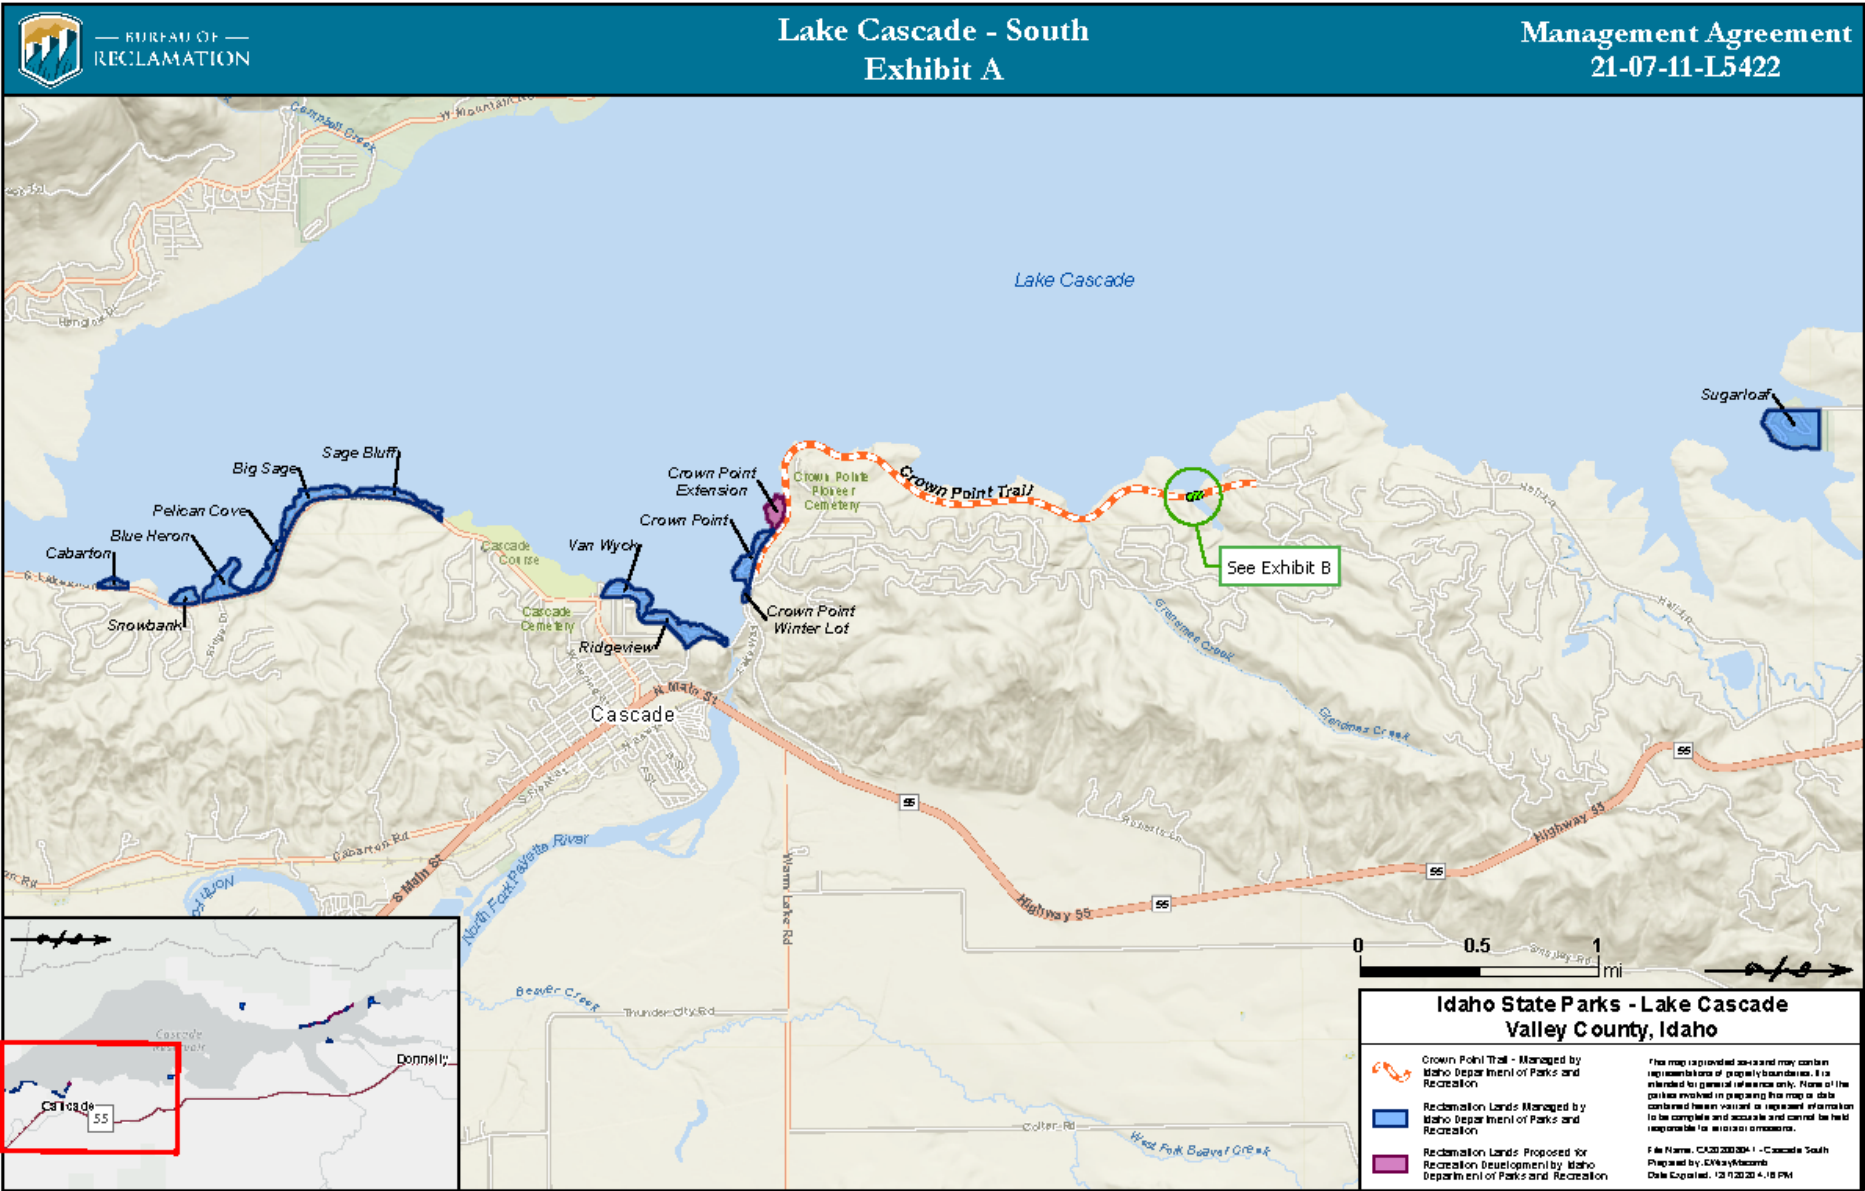 BUREAU OF
RECLAMATION
Lake Cascade - South
Exhibit A
Management Agreement
21-07-11-L5422
Campbell Creek
W Mountain
Lake Cascade
Sugarloaf
Sage Bluff
Big Sage
Pelican Cove
Blue Heron
Cabarton
Snowbank
Ridge Dr
Cascade
Course
Cascade
Cemetery
Van Wyck
Ridgeview
Crown Point
Extension
Crown Point
Crown Point
Winter Lot
Crown Pointe
Pioneer
Cemetery
Crown Point Trail
See Exhibit B
N Main St
Cascade
S Main St
Cabarton Rd
North Fork Payette River
Warm Lake Rd
55
Highway 55
55
55
Highway 55
55
Beaver Creek
Thunder City Rd
Coller Rd
West Fork Beaver Creek
0 0.5 1
mi
Cascade
Reservoir
Donnelly
Cascade
55
Idaho State Parks - Lake Cascade
Valley County, Idaho
Crown Point Trail - Managed by
Idaho Department of Parks and
Recreation
Reclamation Lands Managed by
Idaho Department of Parks and
Recreation
Reclamation Lands Proposed for
Recreation Development by Idaho
Department of Parks and Recreation